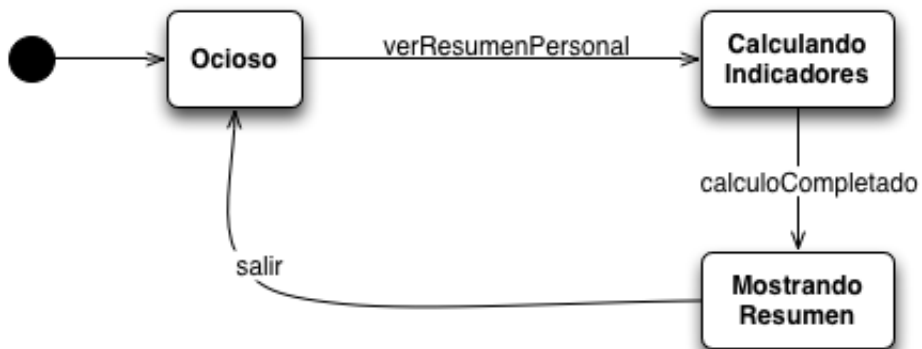 Ocioso
verResumenPersonal
Calculando
Indicadores
calculoCompletado
salir
Mostrando
Resumen